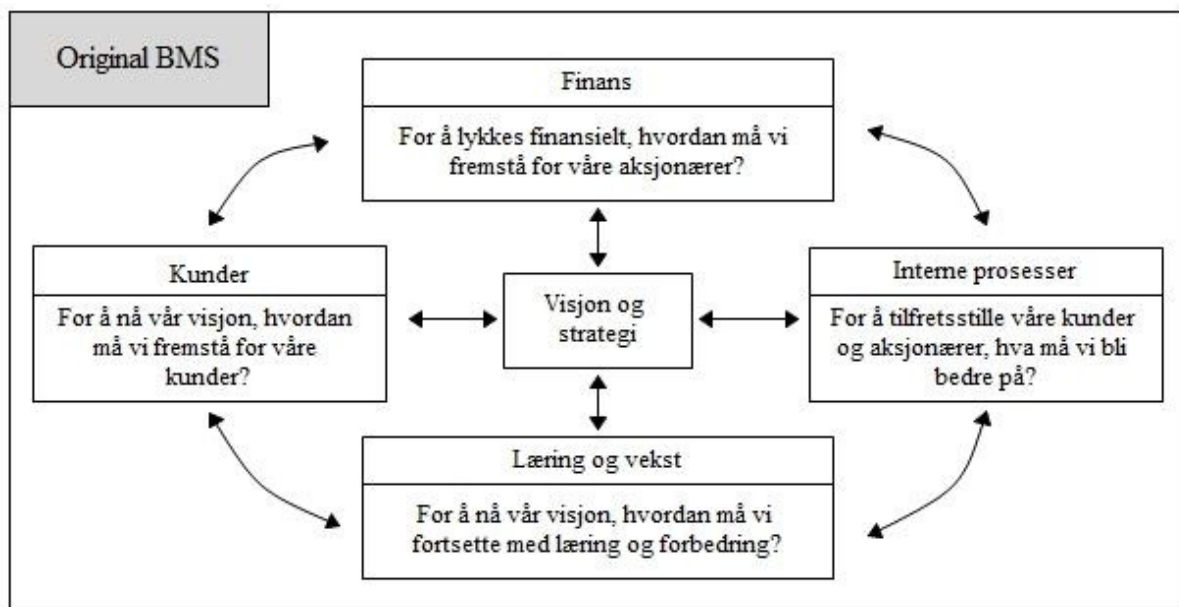 Original BMS
Finans
For å lykkes finansielt, hvordan må vi
fremstå for våre aksjonærer?
Kunder
For å nå vår visjon, hvordan
må vi fremstå for våre
kunder?
Visjon og
strategi
Interne prosesser
For å tilfretsstille våre kunder
og aksjonærer, hva må vi bli
bedre på?
Læring og vekst
For å nå vår visjon, hvordan må vi
fortsette med læring og forbedring?